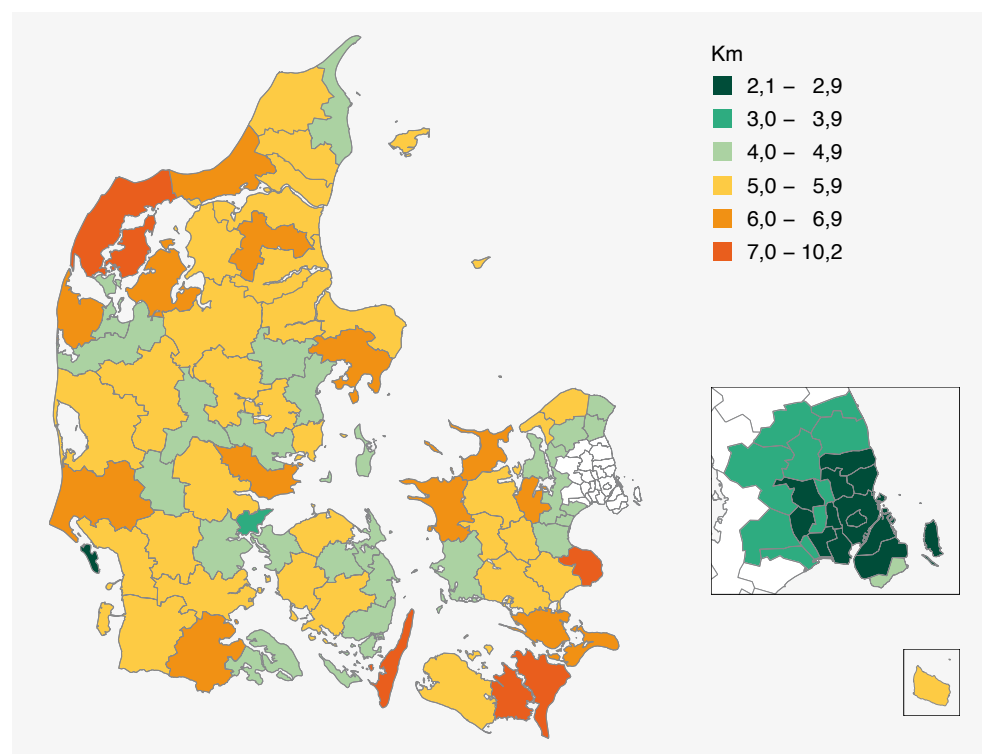 Km
2,1 – 2,9
3,0 – 3,9
4,0 – 4,9
5,0 – 5,9
6,0 – 6,9
7,0 – 10,2